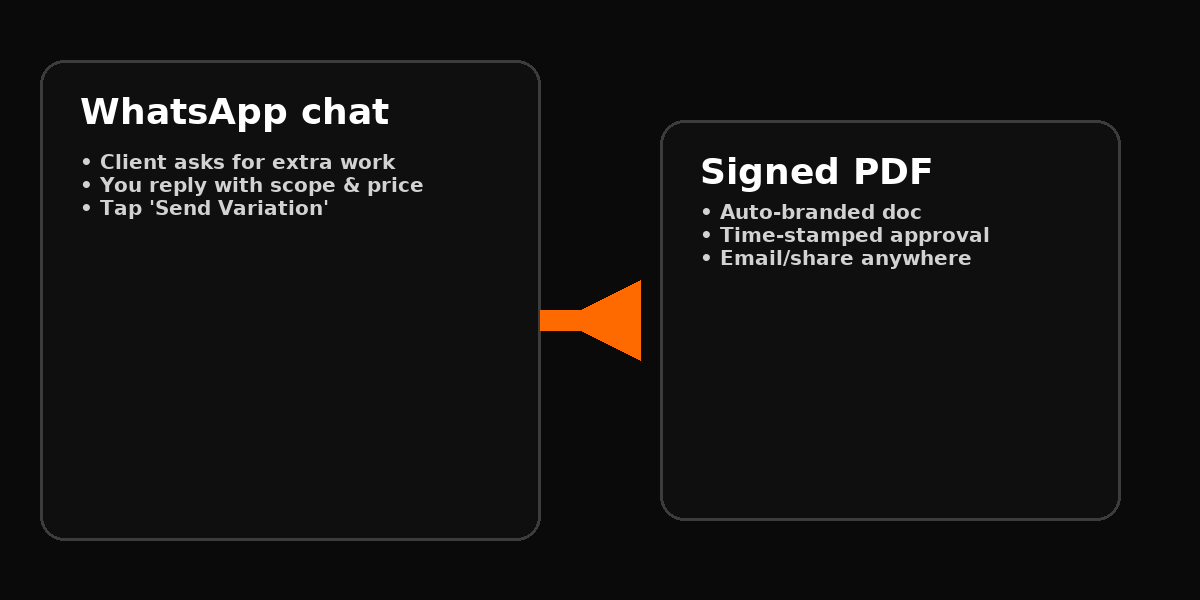 WhatsApp chat
• Client asks for extra work
• You reply with scope & price
• Tap 'Send Variation'
Signed PDF
• Auto-branded doc
• Time-stamped approval
• Email/share anywhere